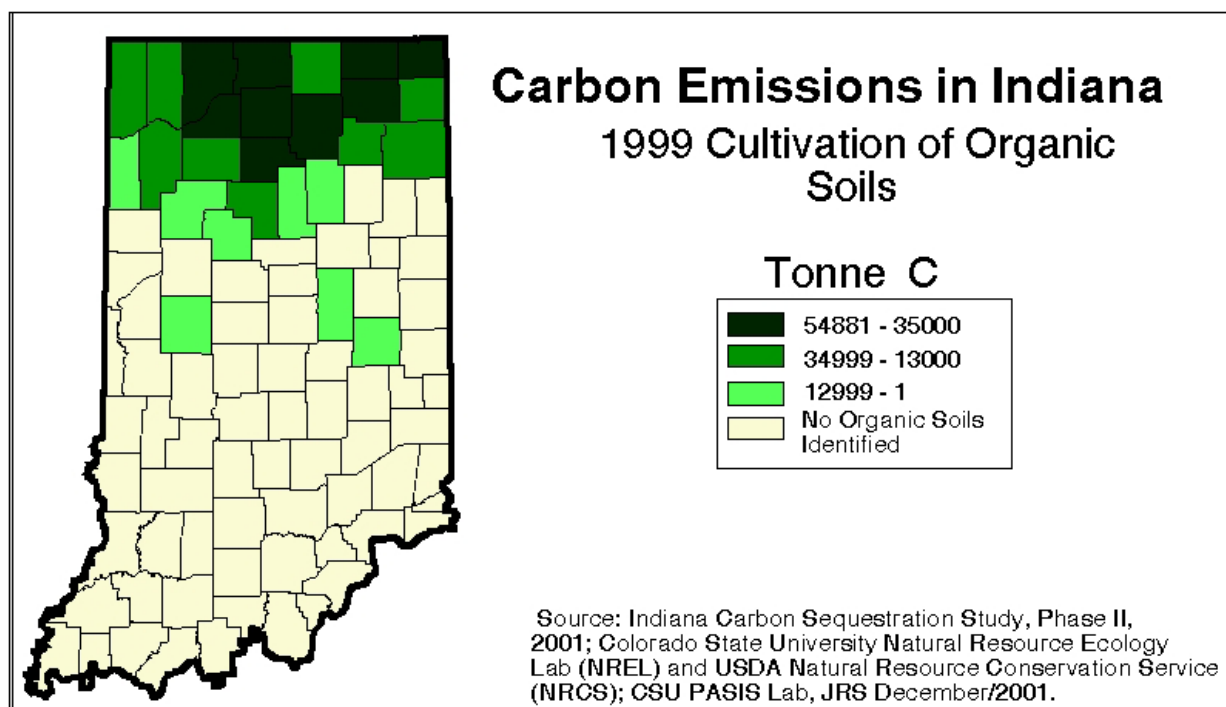 Carbon Emissions in Indiana
1999 Cultivation of Organic
Soils
Tonne C
54881 - 35000
34999 - 13000
12999 - 1
No Organic Soils
Identified
Source: Indiana Carbon Sequestration Study, Phase II,
2001; Colorado State University Natural Resource Ecology
Lab (NREL) and USDA Natural Resource Conservation Service
(NRCS); CSU PASIS Lab, JRS December/2001.